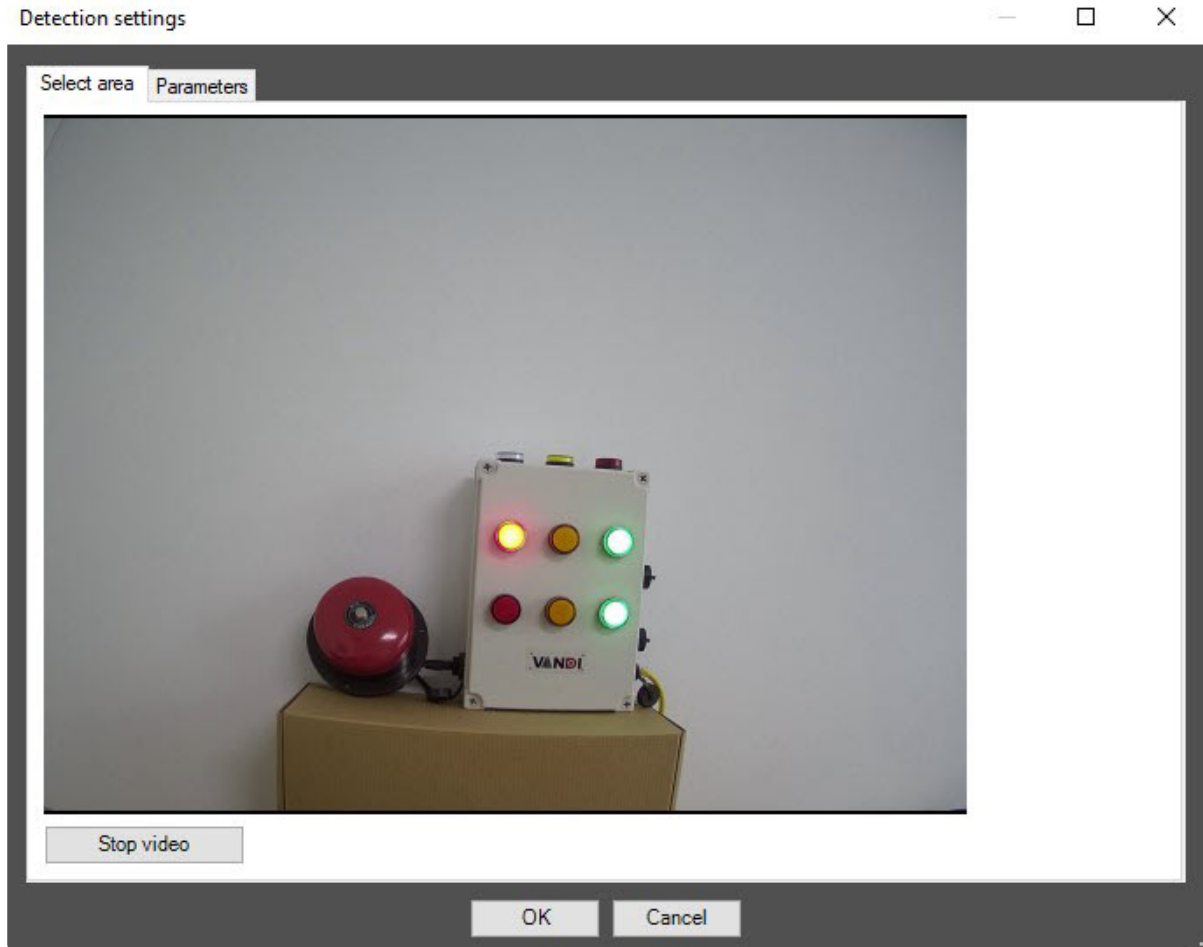 Detection settings
Select area
Parameters
VANDI
Stop video
OK
Cancel